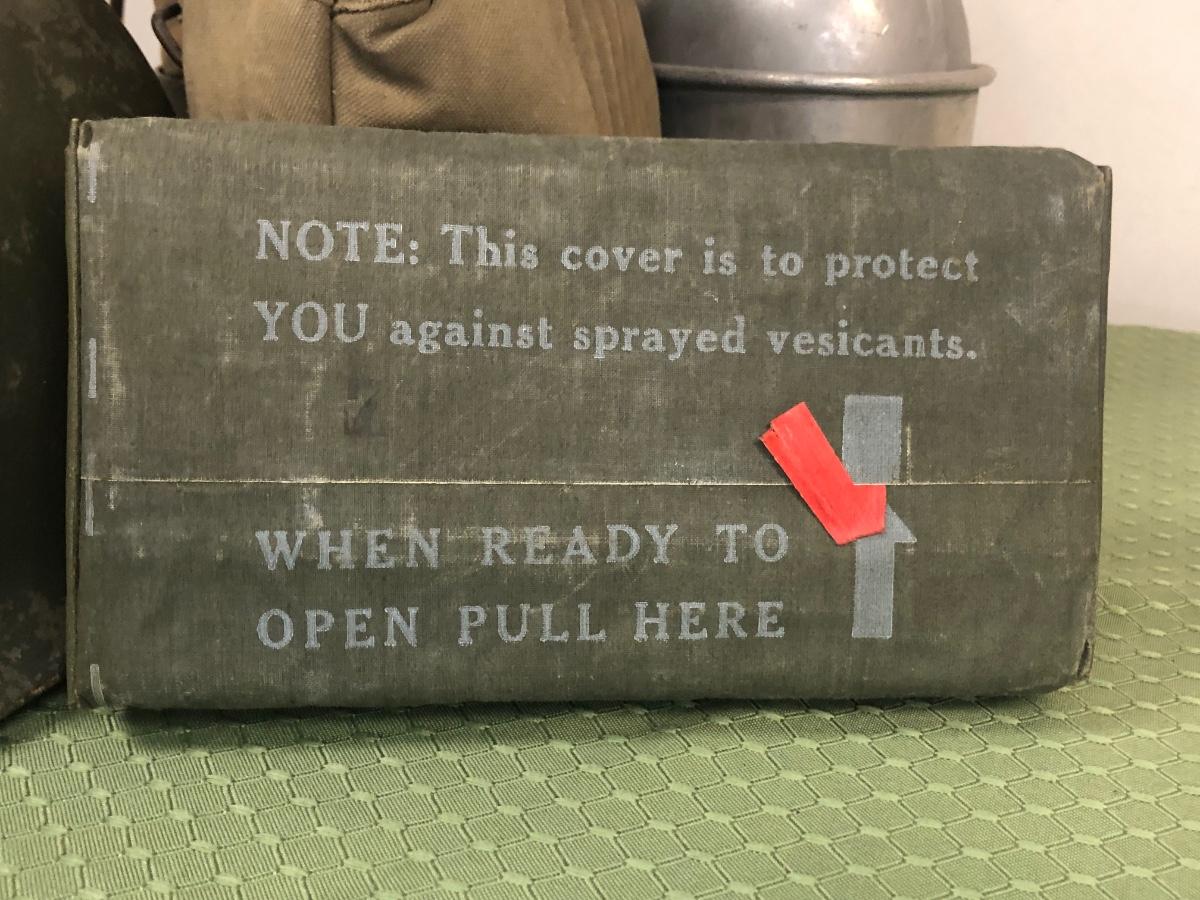 NOTE: This cover is to protect
YOU against sprayed vesicants.
WHEN READY TO
OPEN PULL HERE